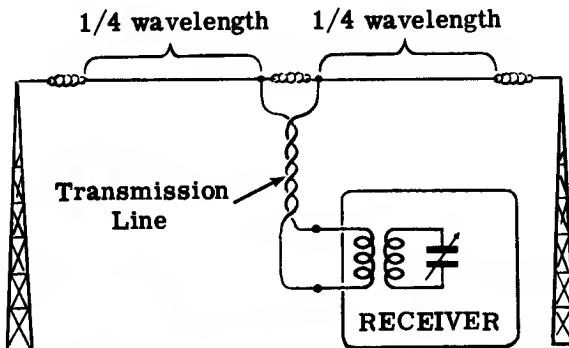 1/4 wavelength
1/4 wavelength
Transmission
Line
RECEIVER